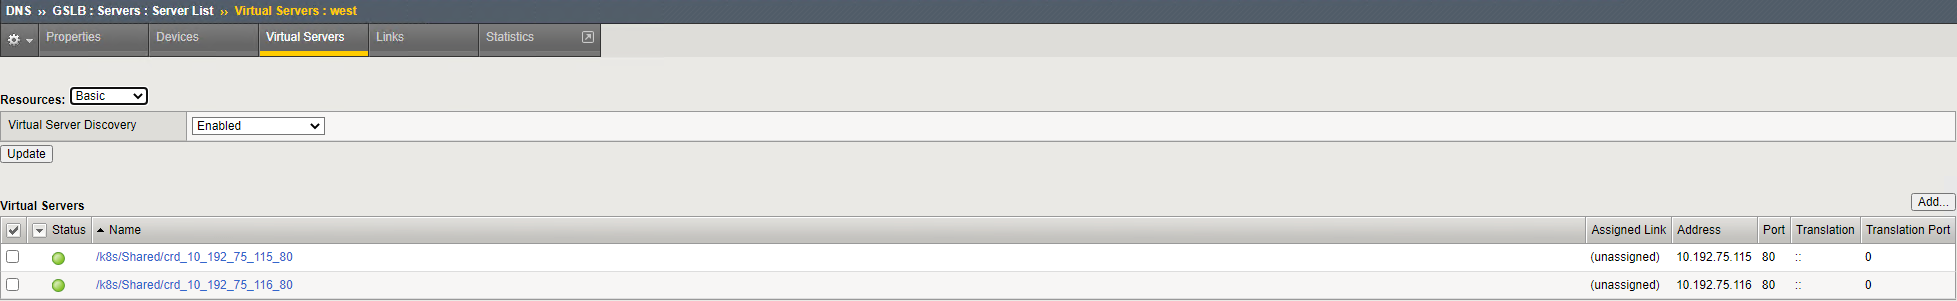 DNS ›› GSLB : Servers : Server List ›› Virtual Servers : west
Properties Devices Virtual Servers Links Statistics
Resources: Basic
Virtual Server Discovery Enabled
Update
Virtual Servers Add...
Status Name Assigned Link Address Port Translation Translation Port
/k8s/Shared/crd_10_192_75_115_80 (unassigned) 10.192.75.115 80 :: 0
/k8s/Shared/crd_10_192_75_116_80 (unassigned) 10.192.75.116 80 :: 0